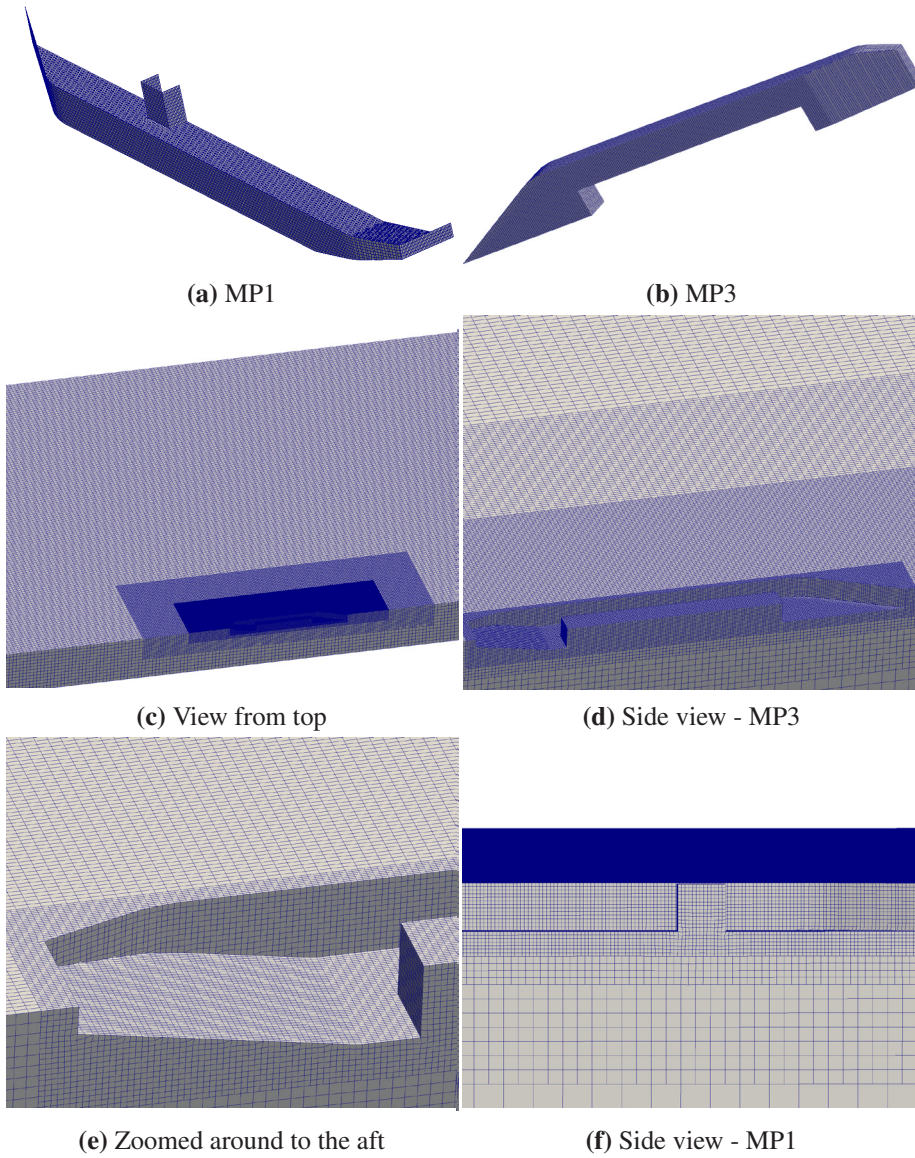 (a) MP1
(b) MP3
(c) View from top
(d) Side view - MP3
(e) Zoomed around to the aft
(f) Side view - MP1